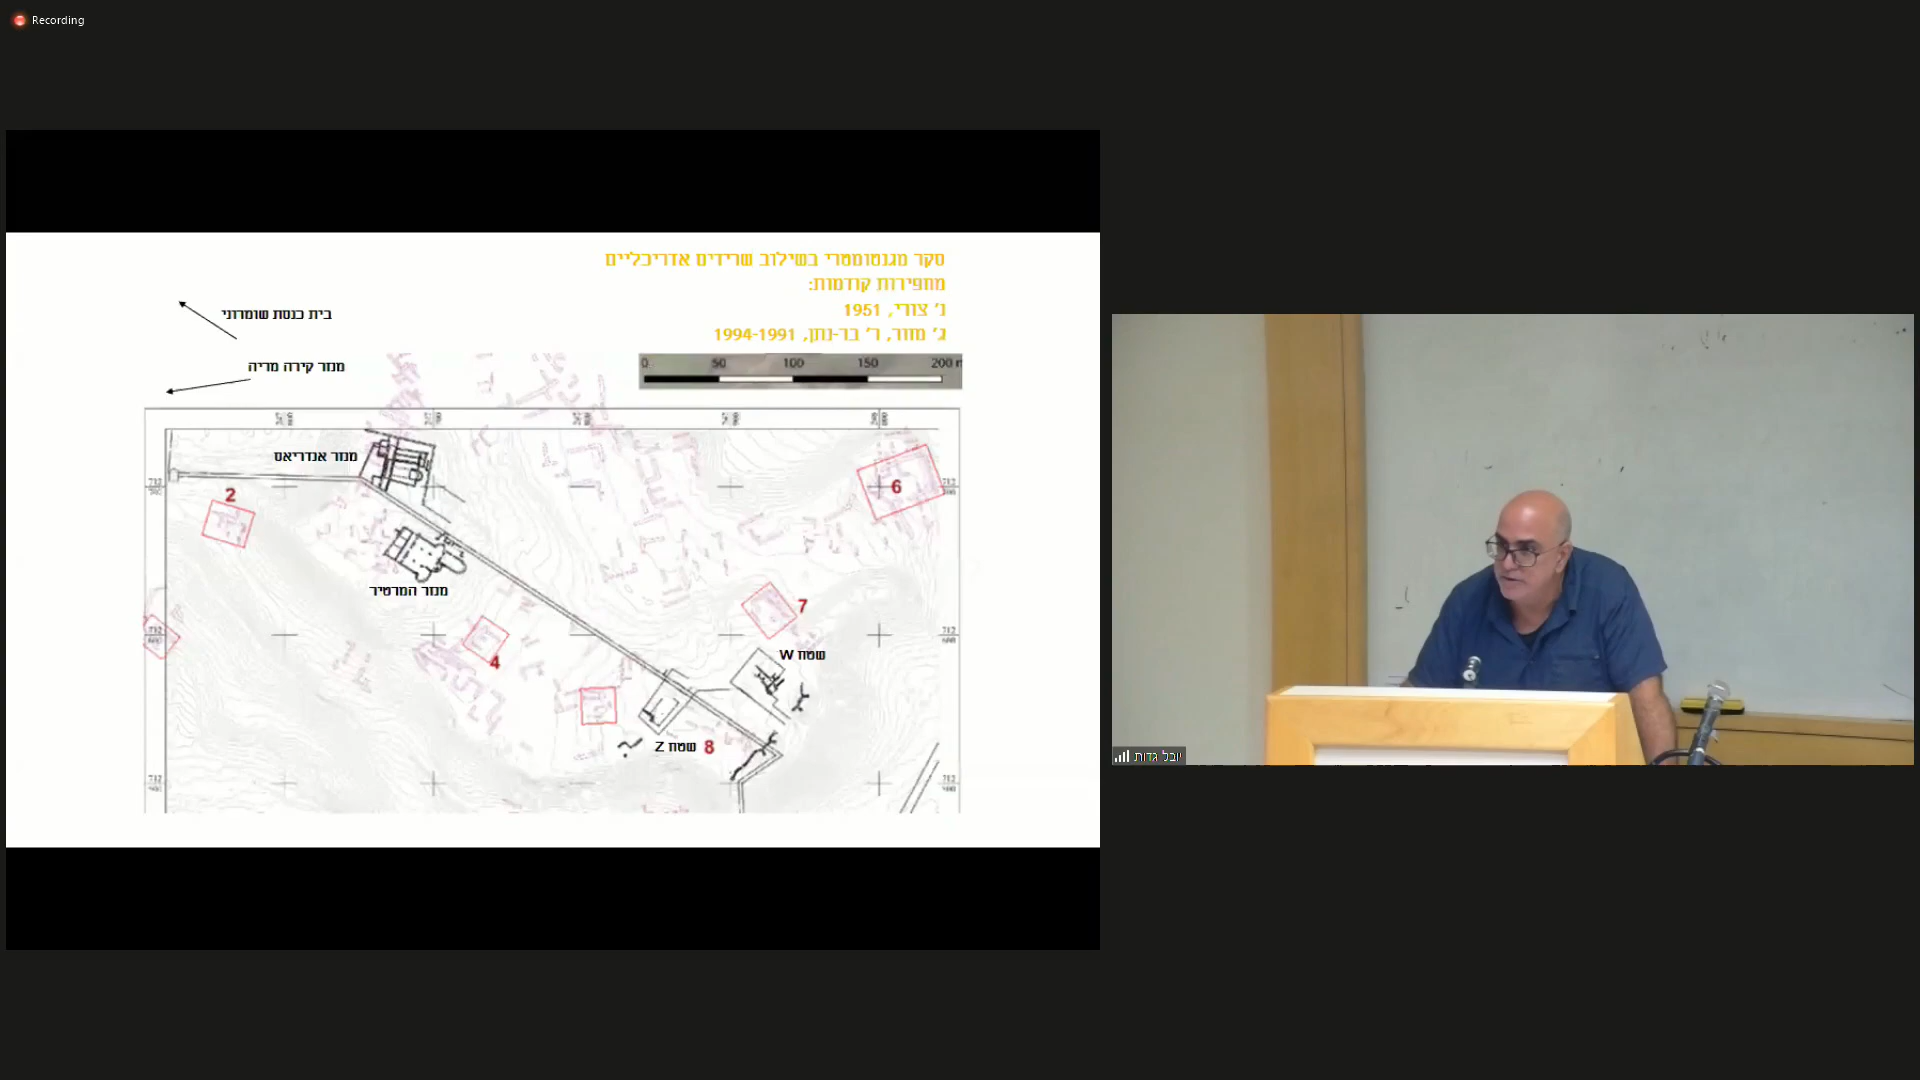 Recording
סקר מגנטומטרי בשילוב שרידים אדריכליים
מחפירות קודמות:
נ' צורי, 1951
ג' מזור, ר' בר-נתן, 1994-1991
בית כנסת שומרוני
מנזר קירה מריה
0 50 100 150 200 m
מנזר אנדריאס
2
6
מנזר המרטיר
7
4
שטח W
שטח Z 8
יובל גדות